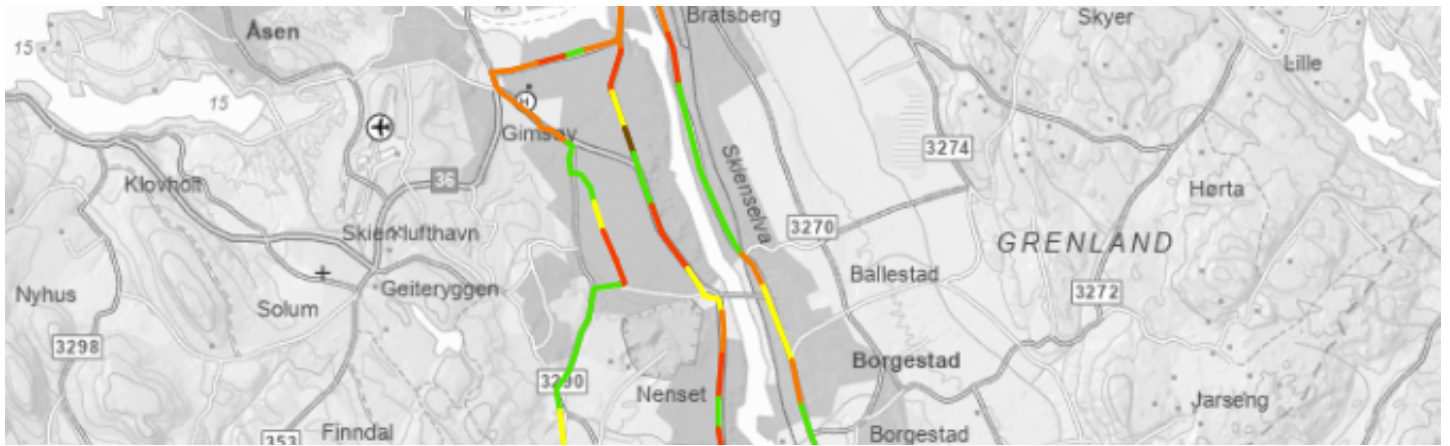 Bratsberg
Skyer
Åsen
15
Lille
15
H
Gimsøy
3274
Klovholt
36
Hørta
Skienselva
3270
Skien lufthavn
GRENLAND
Ballestad
Nyhus
Solum
Geiteryggen
3272
3298
Borgestad
3290
Nenset
Jarseng
353
Finndal
Borgestad